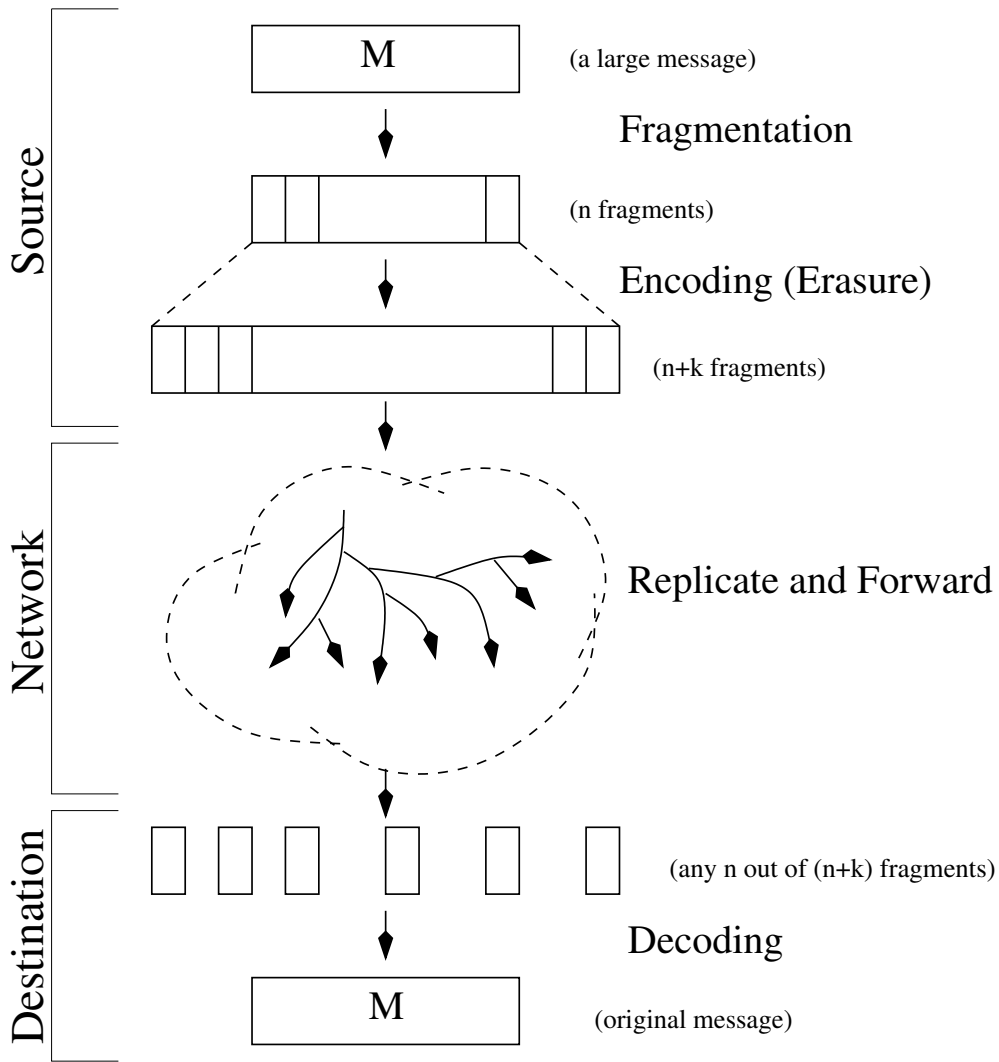 Source
M
(a large message)
Fragmentation
(n fragments)
Encoding (Erasure)
(n+k fragments)
Network
Replicate and Forward
Destination
(any n out of (n+k) fragments)
Decoding
M
(original message)